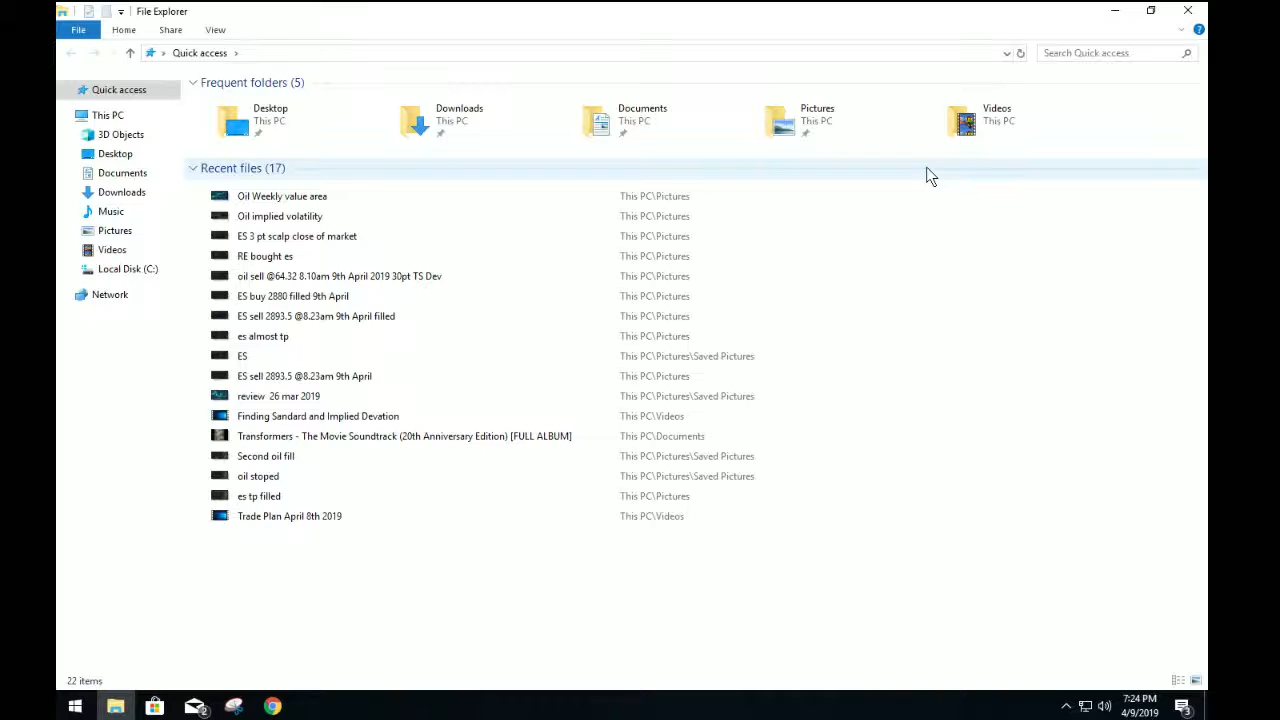 File Explorer
File Home Share View
Quick access
Search Quick access
Quick access
This PC
3D Objects
Desktop
Documents
Downloads
Music
Pictures
Videos
Local Disk (C:)
Network
Frequent folders (5)
Desktop
This PC
Downloads
This PC
Documents
This PC
Pictures
This PC
Videos
This PC
Recent files (17)
Oil Weekly value area This PC\Pictures
Oil implied volatility This PC\Pictures
ES 3 pt scalp close of market This PC\Pictures
RE bought es This PC\Pictures
oil sell @64.32 8.10am 9th April 2019 30pt TS Dev This PC\Pictures
ES buy 2880 filled 9th April This PC\Pictures
ES sell 2893.5 @8.23am 9th April filled This PC\Pictures
es almost tp This PC\Pictures
ES This PC\Pictures\Saved Pictures
ES sell 2893.5 @8.23am 9th April This PC\Pictures
review 26 mar 2019 This PC\Pictures\Saved Pictures
Finding Sandard and Implied Devation This PC\Videos
Transformers - The Movie Soundtrack (20th Anniversary Edition) [FULL ALBUM] This PC\Documents
Second oil fill This PC\Pictures\Saved Pictures
oil stoped This PC\Pictures\Saved Pictures
es tp filled This PC\Pictures
Trade Plan April 8th 2019 This PC\Videos
22 items
2
7:24 PM
4/9/2019
3